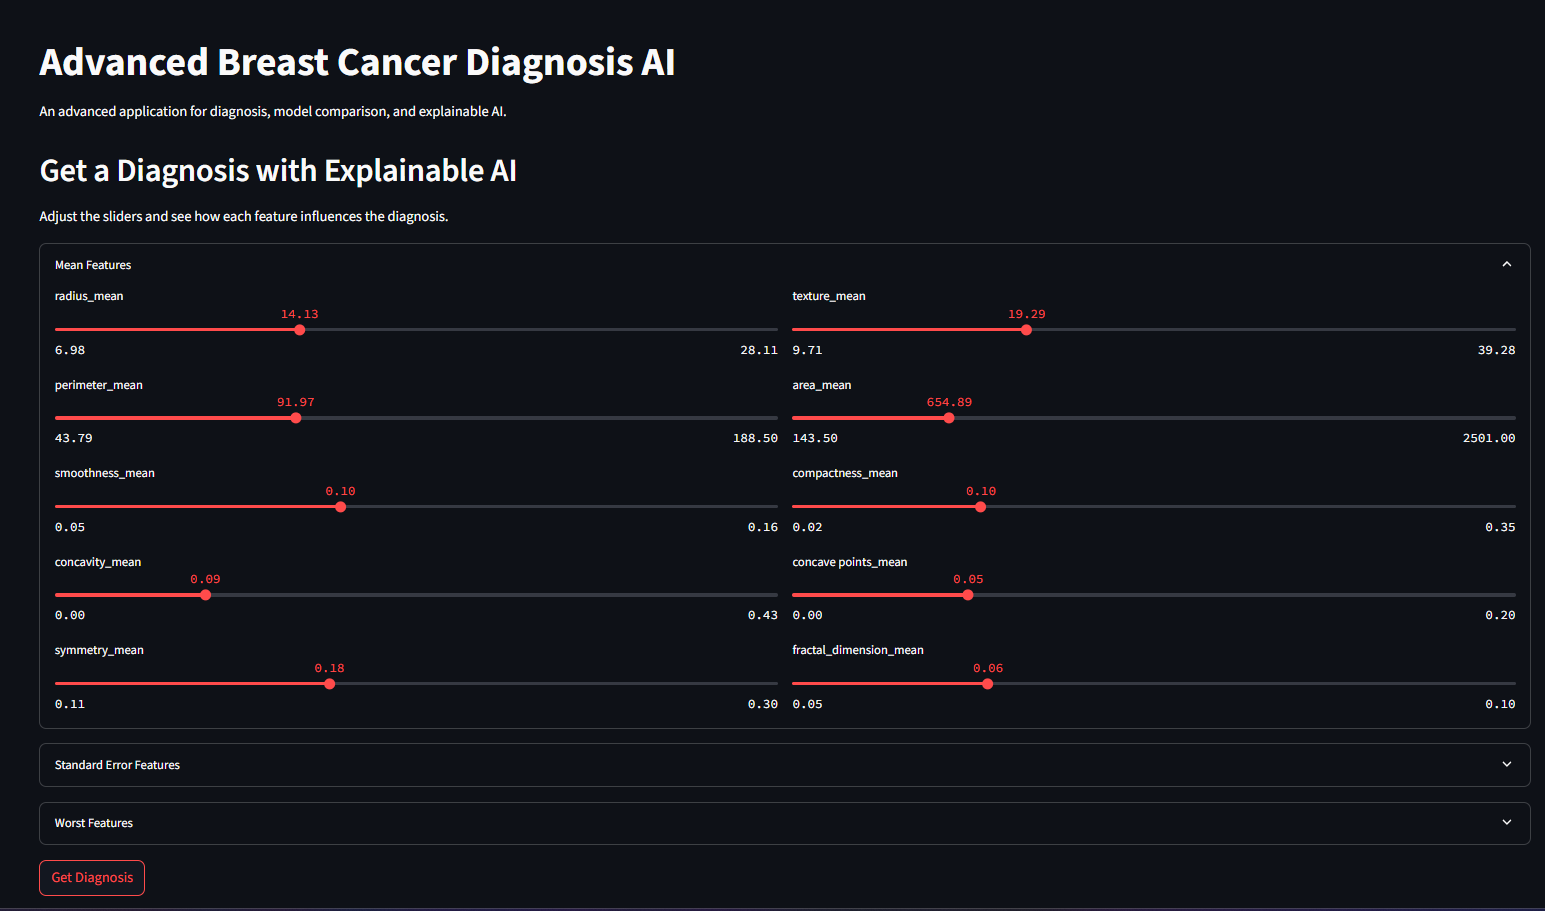 Advanced Breast Cancer Diagnosis AI
An advanced application for diagnosis, model comparison, and explainable AI.
Get a Diagnosis with Explainable AI
Adjust the sliders and see how each feature influences the diagnosis.
Mean Features
radius_mean
14.13
6.98 28.11
texture_mean
19.29
9.71 39.28
perimeter_mean
91.97
43.79 188.50
area_mean
654.89
143.50 2501.00
smoothness_mean
0.10
0.05 0.16
compactness_mean
0.10
0.02 0.35
concavity_mean
0.09
0.00 0.43
concave points_mean
0.05
0.00 0.20
symmetry_mean
0.18
0.11 0.30
fractal_dimension_mean
0.06
0.05 0.10
Standard Error Features
Worst Features
Get Diagnosis